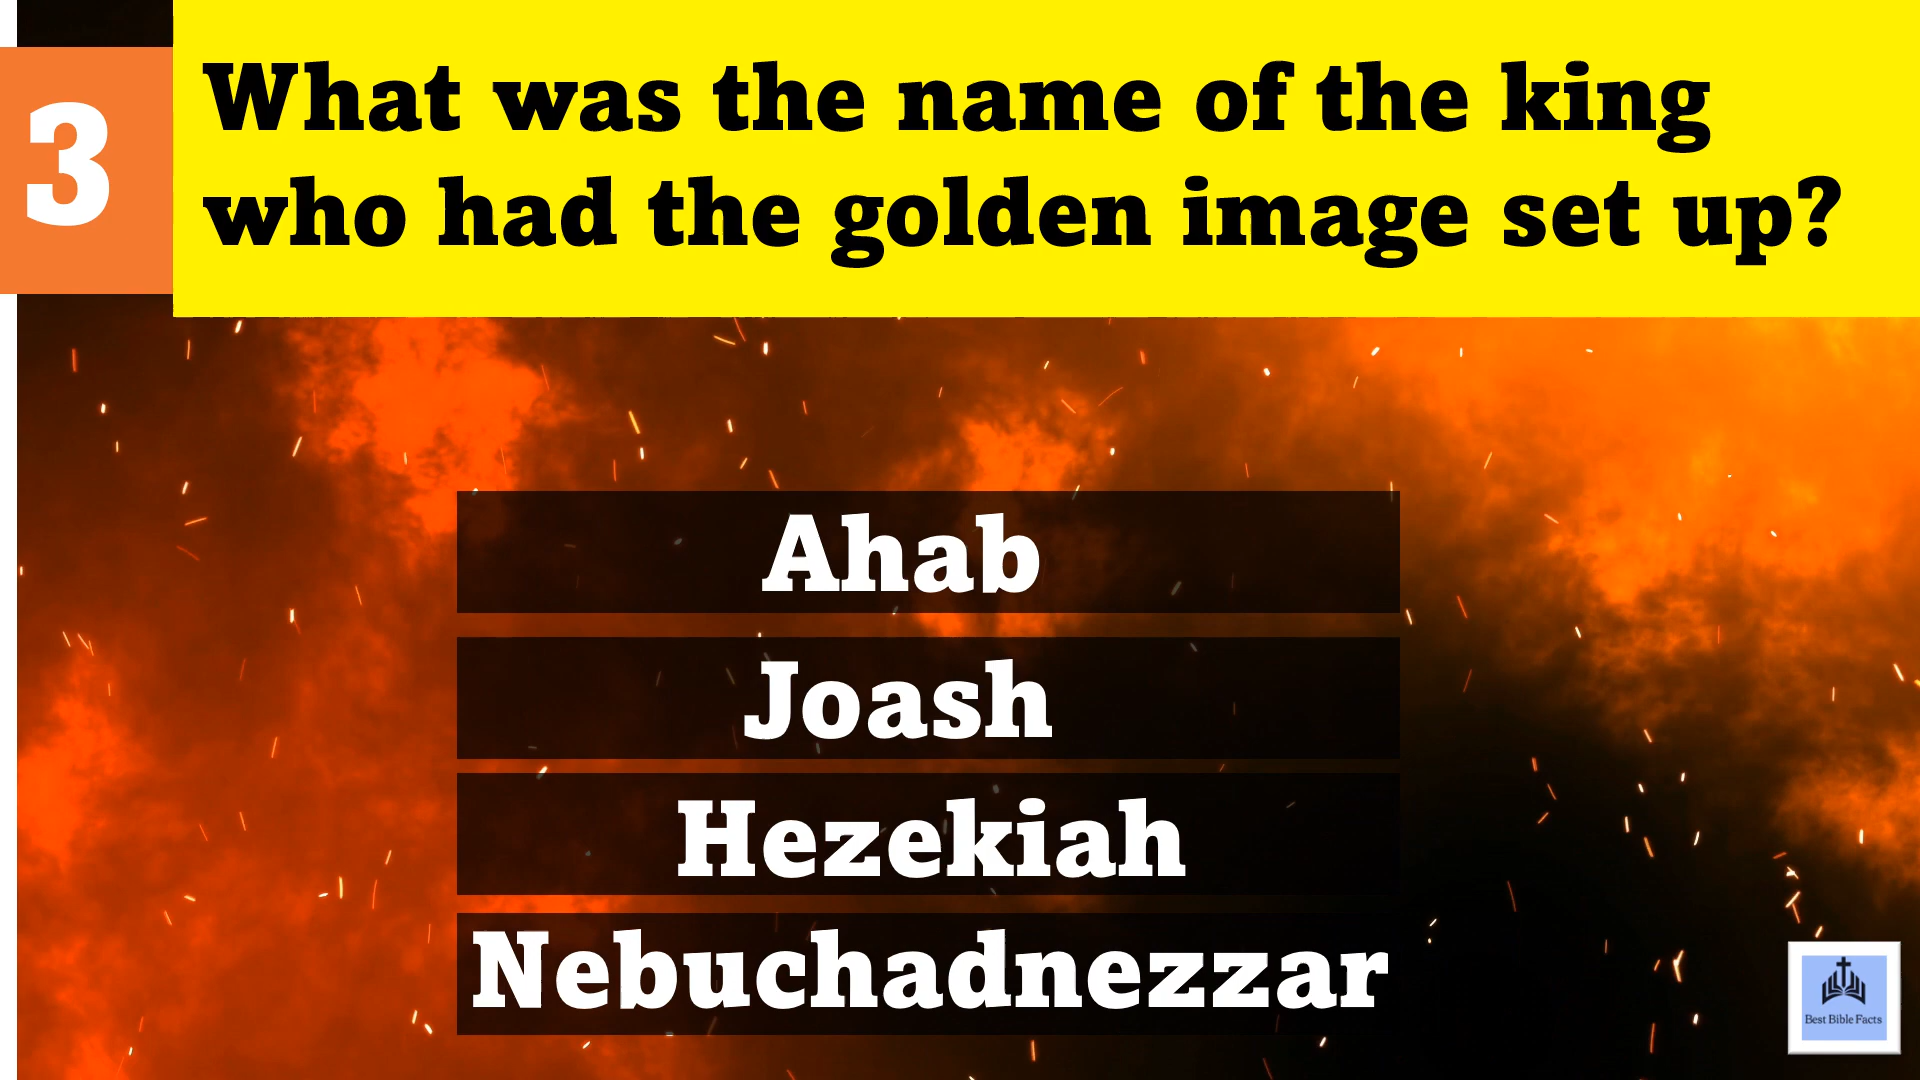 3
What was the name of the king
who had the golden image set up?
Ahab
Joash
Hezekiah
Nebuchadnezzar
Best Bible Facts